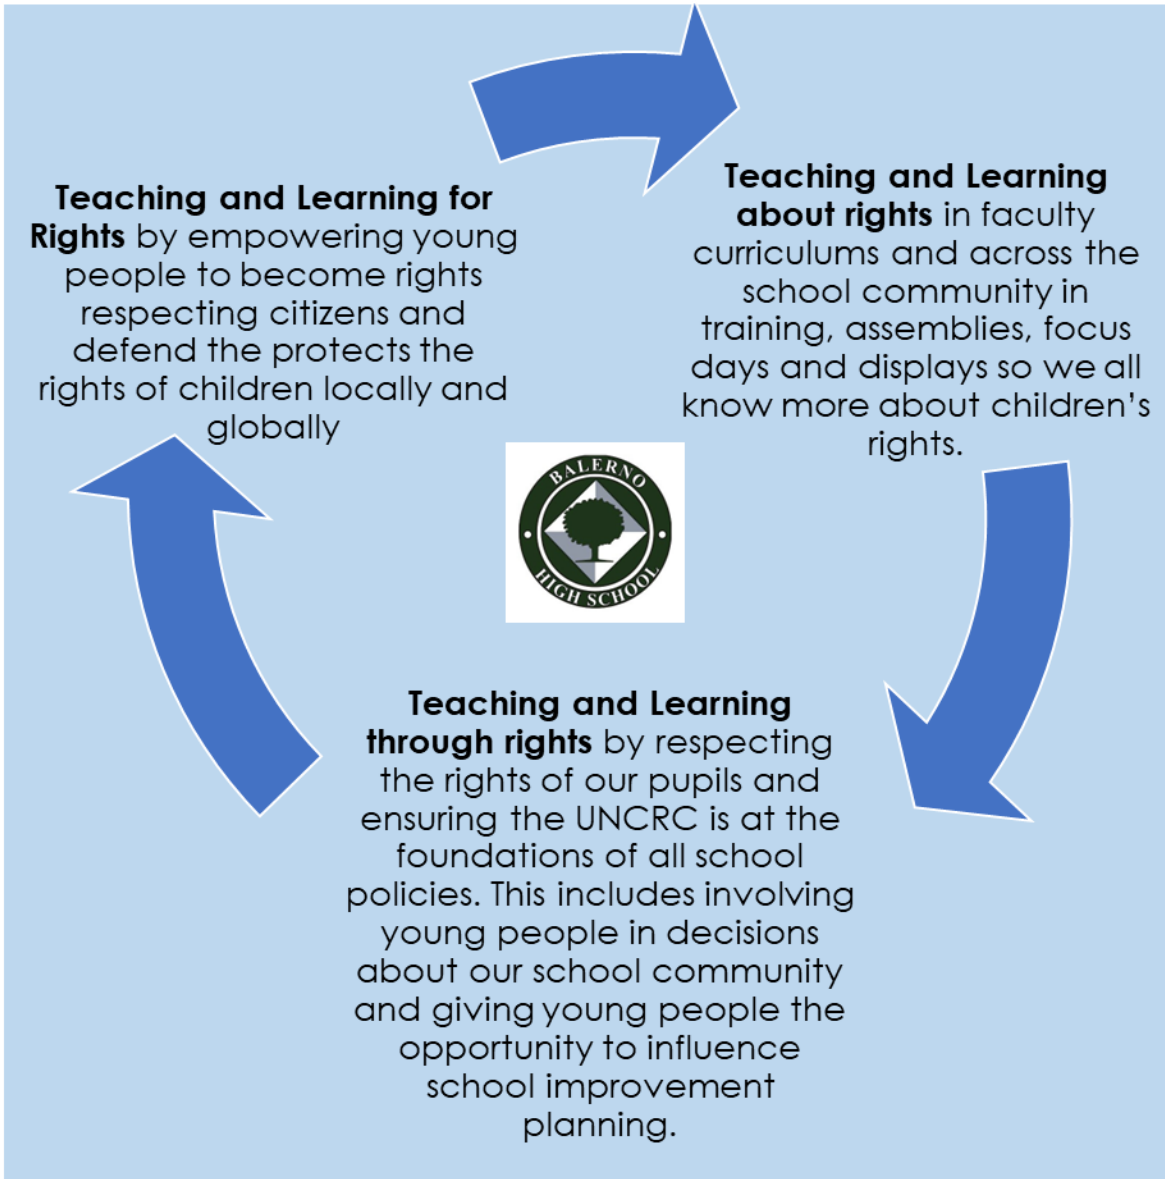 Teaching and Learning for
Rights by empowering young
people to become rights
respecting citizens and
defend the protects the
rights of children locally and
globally
Teaching and Learning
about rights in faculty
curriculums and across the
school community in
training, assemblies, focus
days and displays so we all
know more about children’s
rights.
BALERNO
HIGH SCHOOL
Teaching and Learning
through rights by respecting
the rights of our pupils and
ensuring the UNCRC is at the
foundations of all school
policies. This includes involving
young people in decisions
about our school community
and giving young people the
opportunity to influence
school improvement
planning.